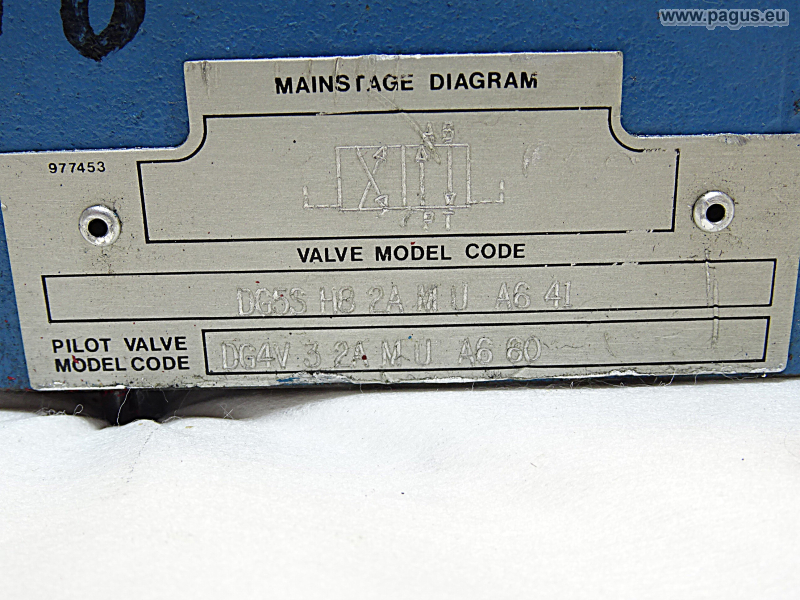 O
www.pagus.eu
MAINSTAGE DIAGRAM
977453
A B
P T
VALVE MODEL CODE
DG5S H8 2A M U A6 41
PILOT VALVE MODEL CODE
DG4V 3 2A M U A6 60